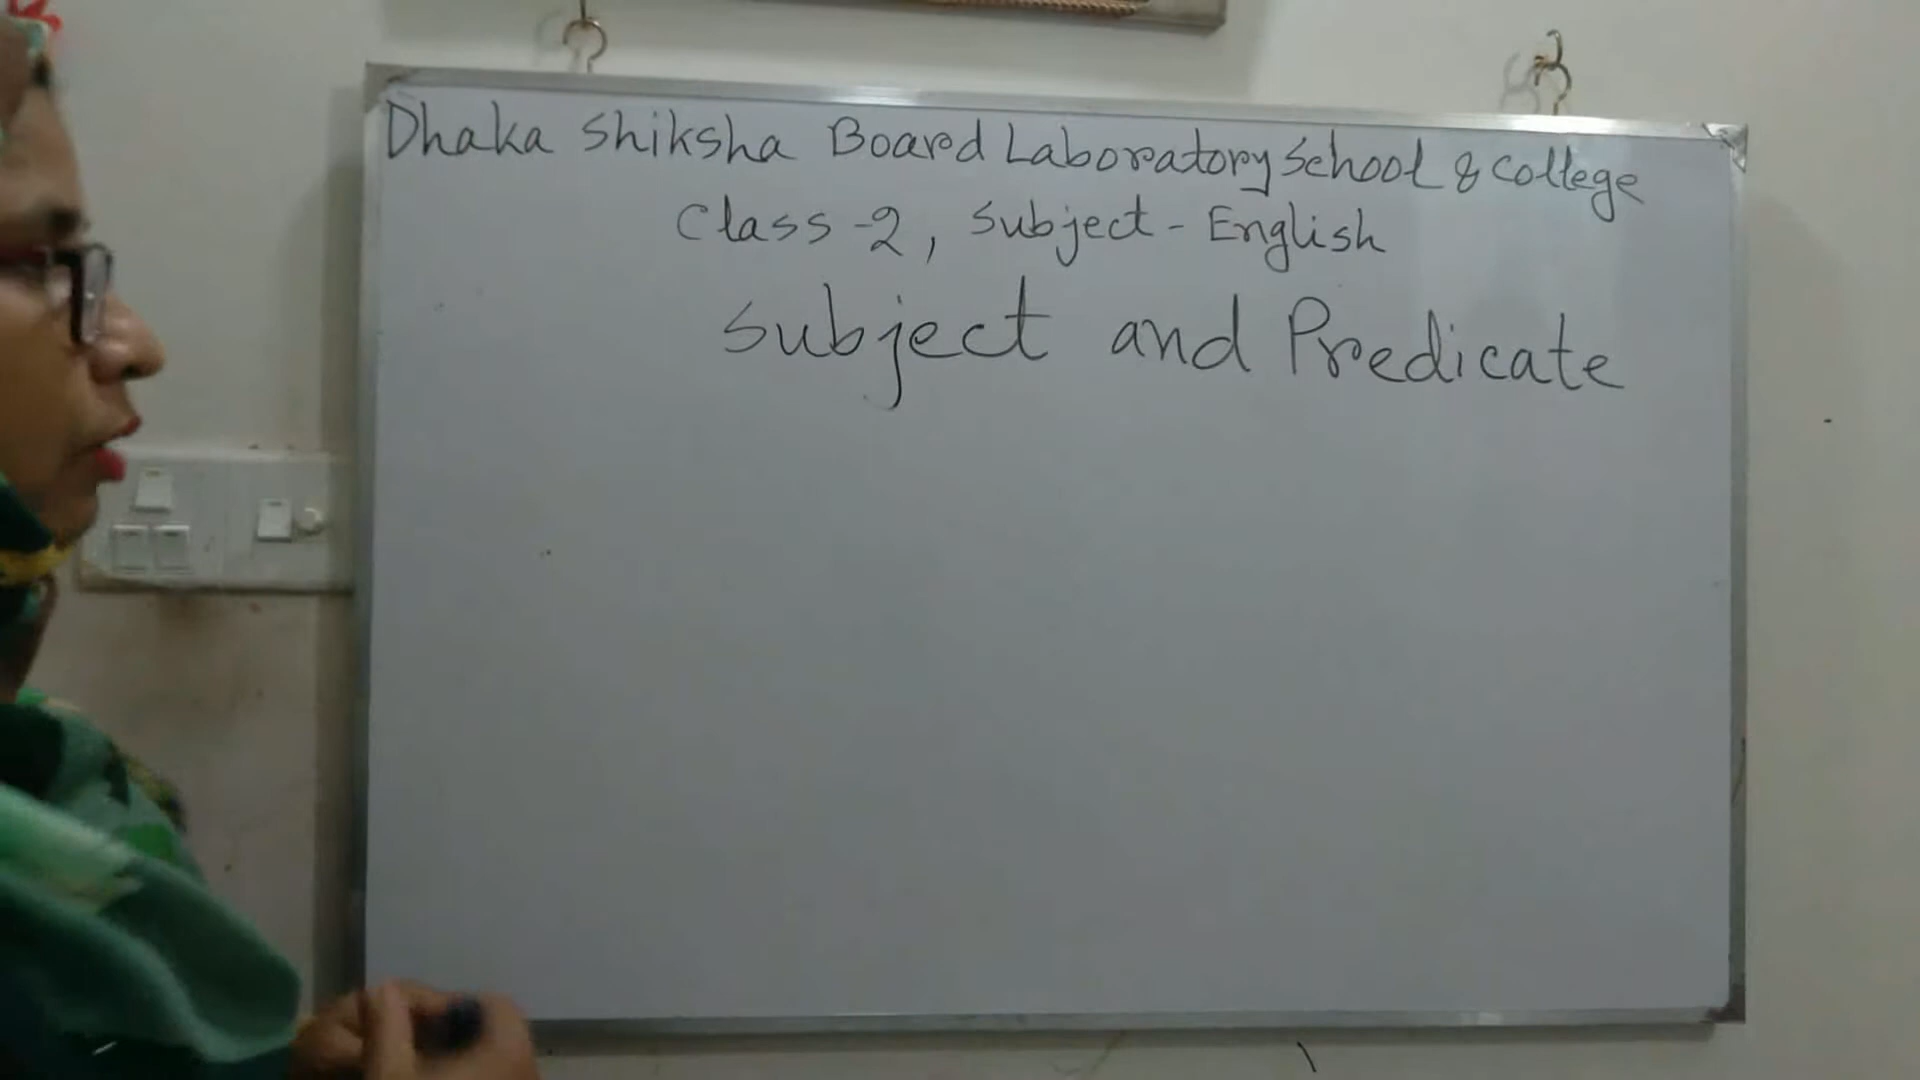 Dhaka Shiksha Board Laboratory School & College
Class -2, Subject - English
Subject and Predicate